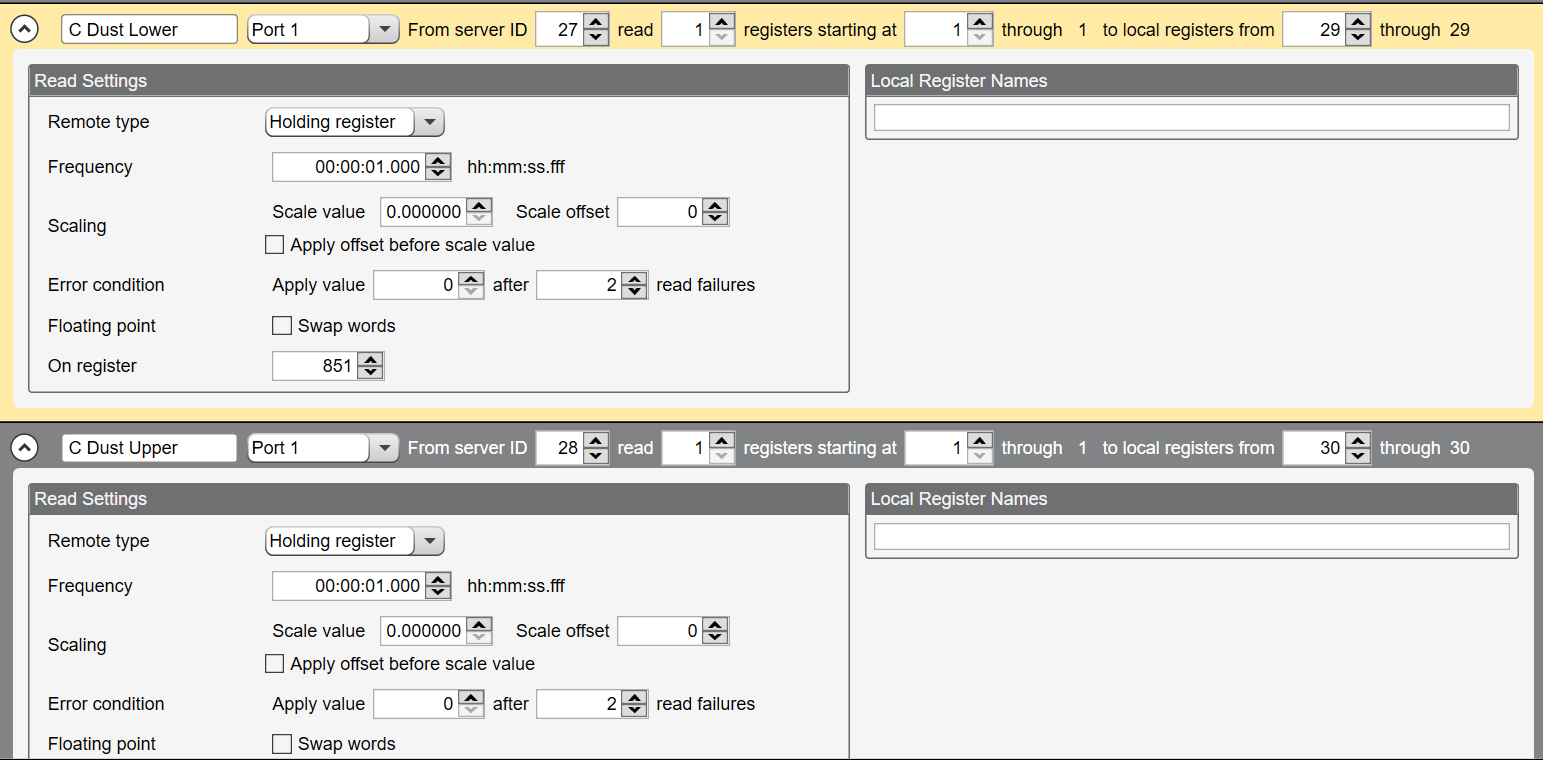 C Dust Lower Port 1 From server ID 27 read 1 registers starting at 1 through 1 to local registers from 29 through 29
Read Settings Local Register Names
Remote type Holding register
Frequency 00:00:01.000 hh:mm:ss.fff
Scaling Scale value 0.000000 Scale offset 0
Apply offset before scale value
Error condition Apply value 0 after 2 read failures
Floating point Swap words
On register 851
C Dust Upper Port 1 From server ID 28 read 1 registers starting at 1 through 1 to local registers from 30 through 30
Read Settings Local Register Names
Remote type Holding register
Frequency 00:00:01.000 hh:mm:ss.fff
Scaling Scale value 0.000000 Scale offset 0
Apply offset before scale value
Error condition Apply value 0 after 2 read failures
Floating point Swap words